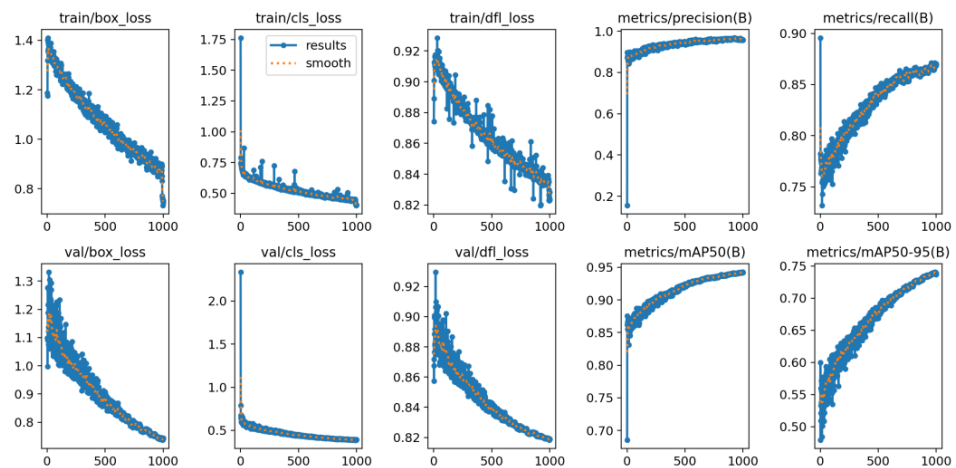 train/box_loss
train/cls_loss
train/dfl_loss
metrics/precision(B)
metrics/recall(B)
1.4
1.2
1.0
0.8
0 500 1000
1.75
1.50
1.25
1.00
0.75
0.50
results
smooth
0 500 1000
0.92
0.90
0.88
0.86
0.84
0.82
0 500 1000
1.0
0.8
0.6
0.4
0.2
0 500 1000
0.90
0.85
0.80
0.75
0 500 1000
val/box_loss
val/cls_loss
val/dfl_loss
metrics/mAP50(B)
metrics/mAP50-95(B)
1.3
1.2
1.1
1.0
0.9
0.8
0 500 1000
2.0
1.5
1.0
0.5
0 500 1000
0.92
0.90
0.88
0.86
0.84
0.82
0 500 1000
0.95
0.90
0.85
0.80
0.75
0.70
0 500 1000
0.75
0.70
0.65
0.60
0.55
0.50
0 500 1000